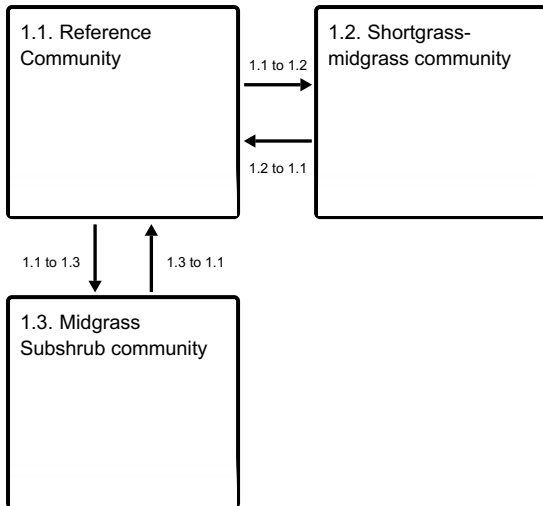 1.1. Reference
Community
1.1 to 1.2
1.2. Shortgrass-
midgrass community
1.2 to 1.1
1.1 to 1.3
1.3 to 1.1
1.3. Midgrass
Subshrub community